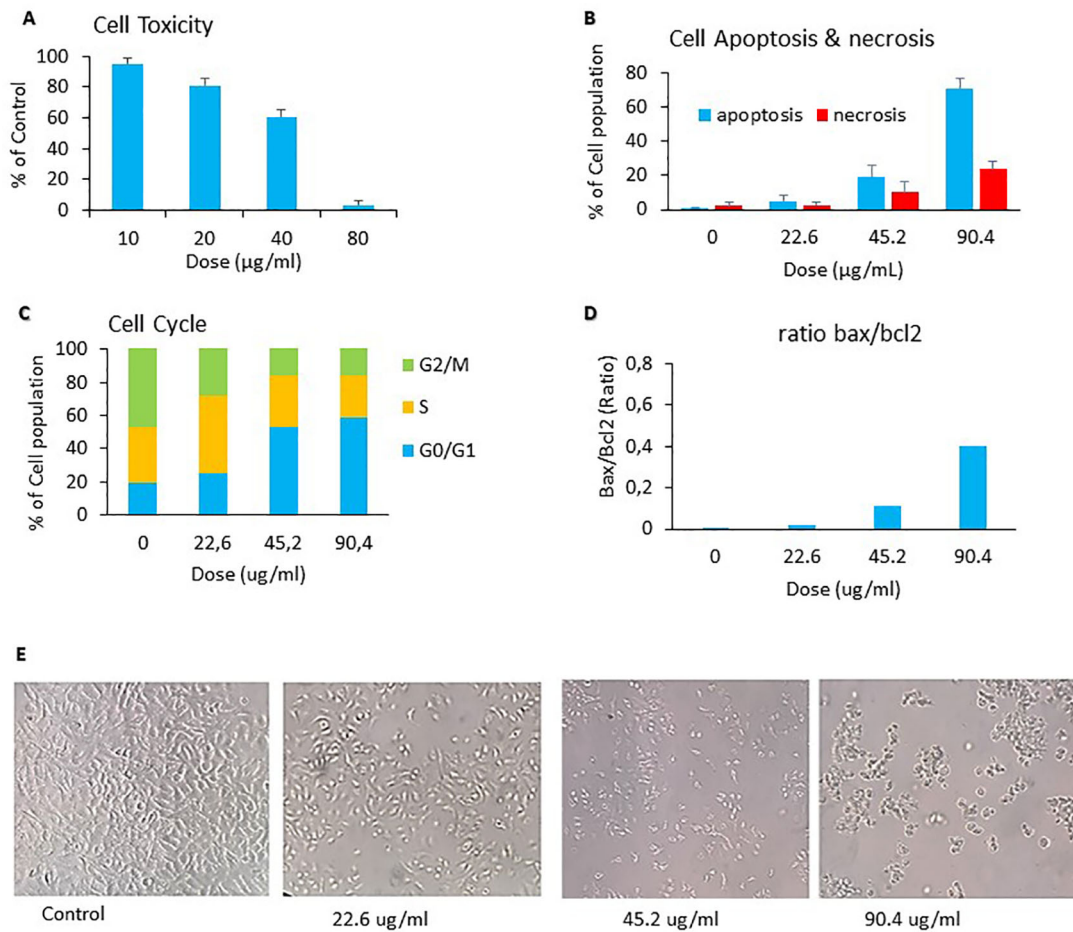 A
Cell Toxicity
% of Control
100
80
60
40
20
0
10 20 40 80
Dose (µg/ml)
B
Cell Apoptosis & necrosis
% of Cell population
80
60
40
20
0
apoptosis necrosis
0 22.6 45.2 90.4
Dose (µg/mL)
C
Cell Cycle
% of Cell population
100
80
60
40
20
0
G2/M
S
G0/G1
0 22,6 45,2 90,4
Dose (ug/ml)
D
ratio bax/bcl2
Bax/Bcl2 (Ratio)
0,8
0,6
0,4
0,2
0
0 22.6 45.2 90.4
Dose (ug/ml)
E
Control 22.6 ug/ml 45.2 ug/ml 90.4 ug/ml